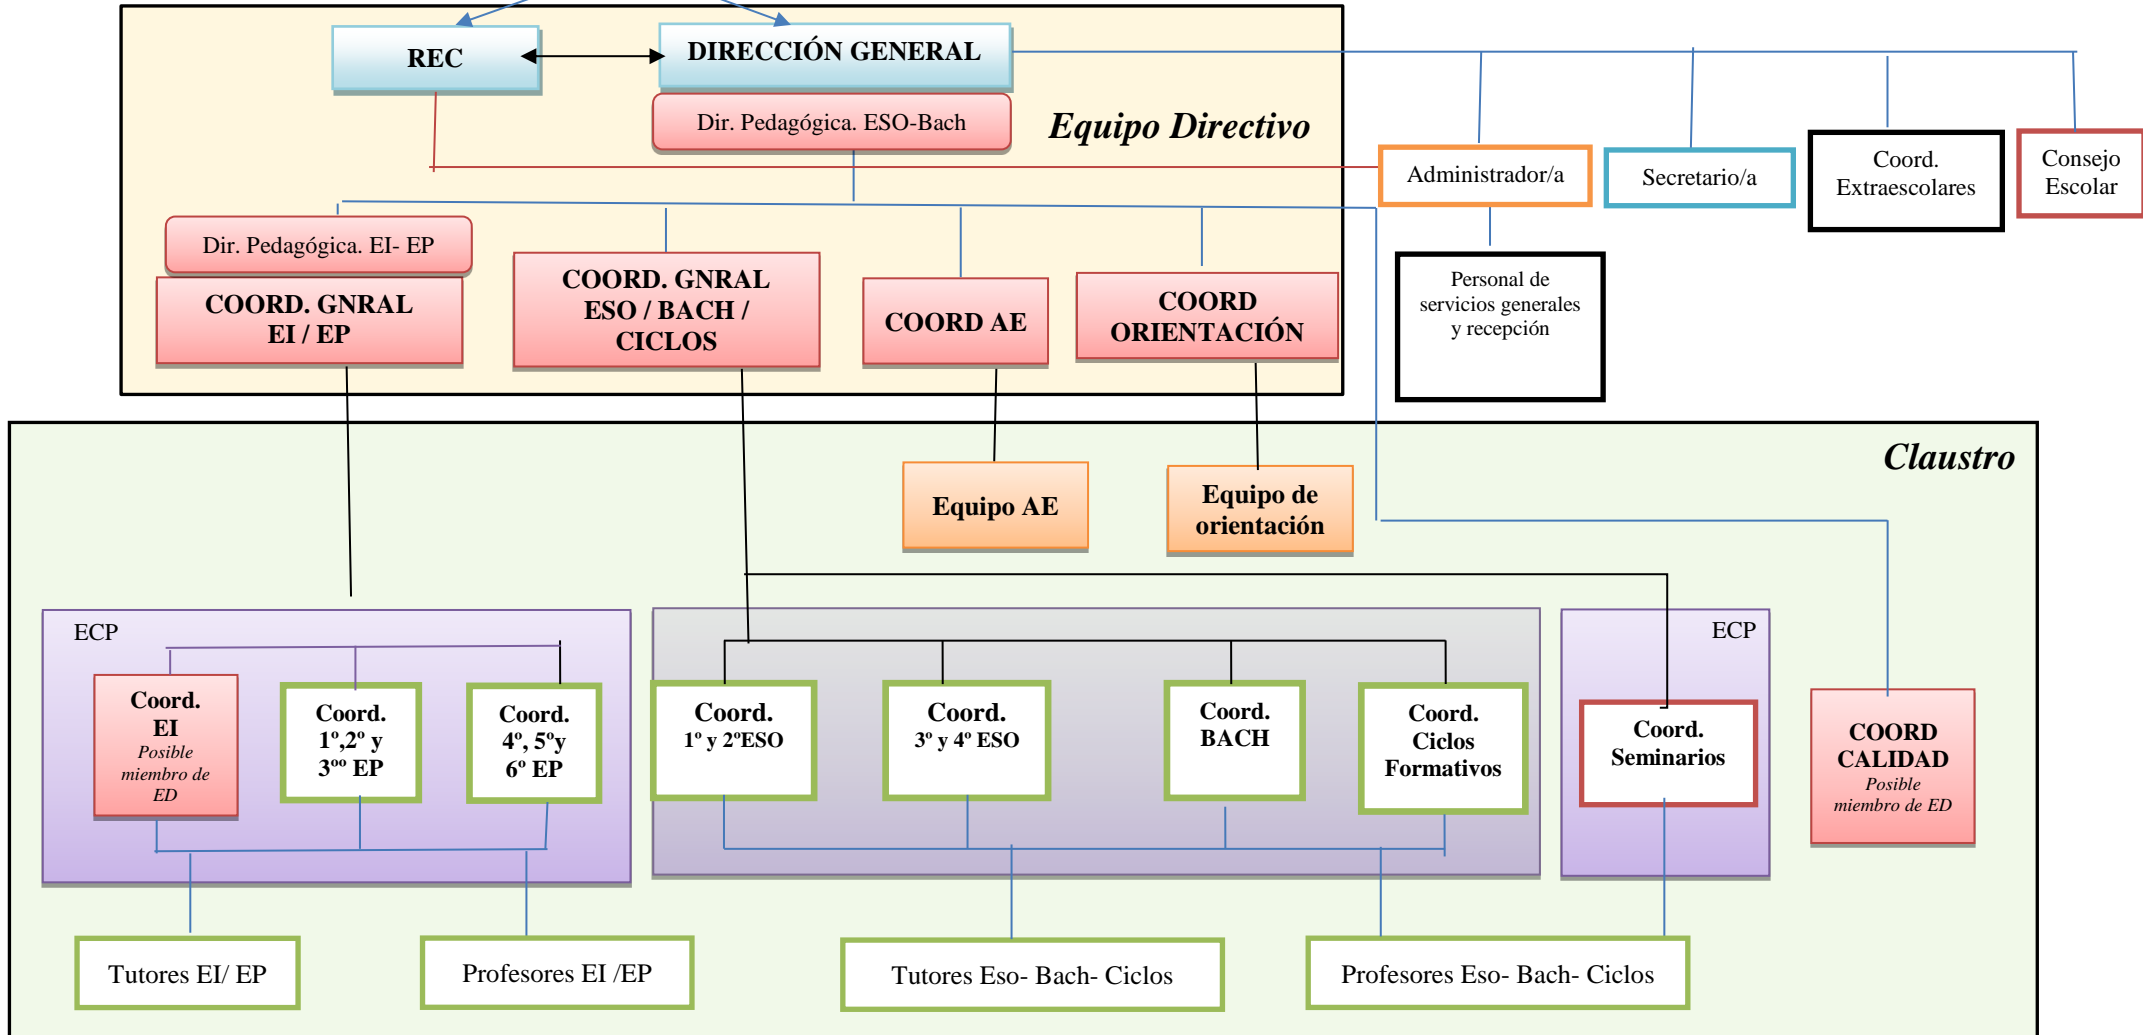 REC
DIRECCIÓN GENERAL
Dir. Pedagógica. ESO-Bach
Equipo Directivo
Administrador/a
Secretario/a
Coord.
Extraescolares
Consejo
Escolar
Dir. Pedagógica. EI- EP
COORD. GNRAL
EI / EP
COORD. GNRAL
ESO / BACH /
CICLOS
COORD AE
COORD
ORIENTACIÓN
Personal de
servicios generales
y recepción
Claustro
Equipo AE
Equipo de
orientación
ECP
ECP
Coord.
EI
Posible
miembro de
ED
Coord.
1º,2º y
3ºº EP
Coord.
4º, 5ºy
6º EP
Coord.
1º y 2ºESO
Coord.
3º y 4º ESO
Coord.
BACH
Coord.
Ciclos
Formativos
Coord.
Seminarios
COORD
CALIDAD
Posible
miembro de ED
Tutores EI/ EP
Profesores EI /EP
Tutores Eso- Bach- Ciclos
Profesores Eso- Bach- Ciclos